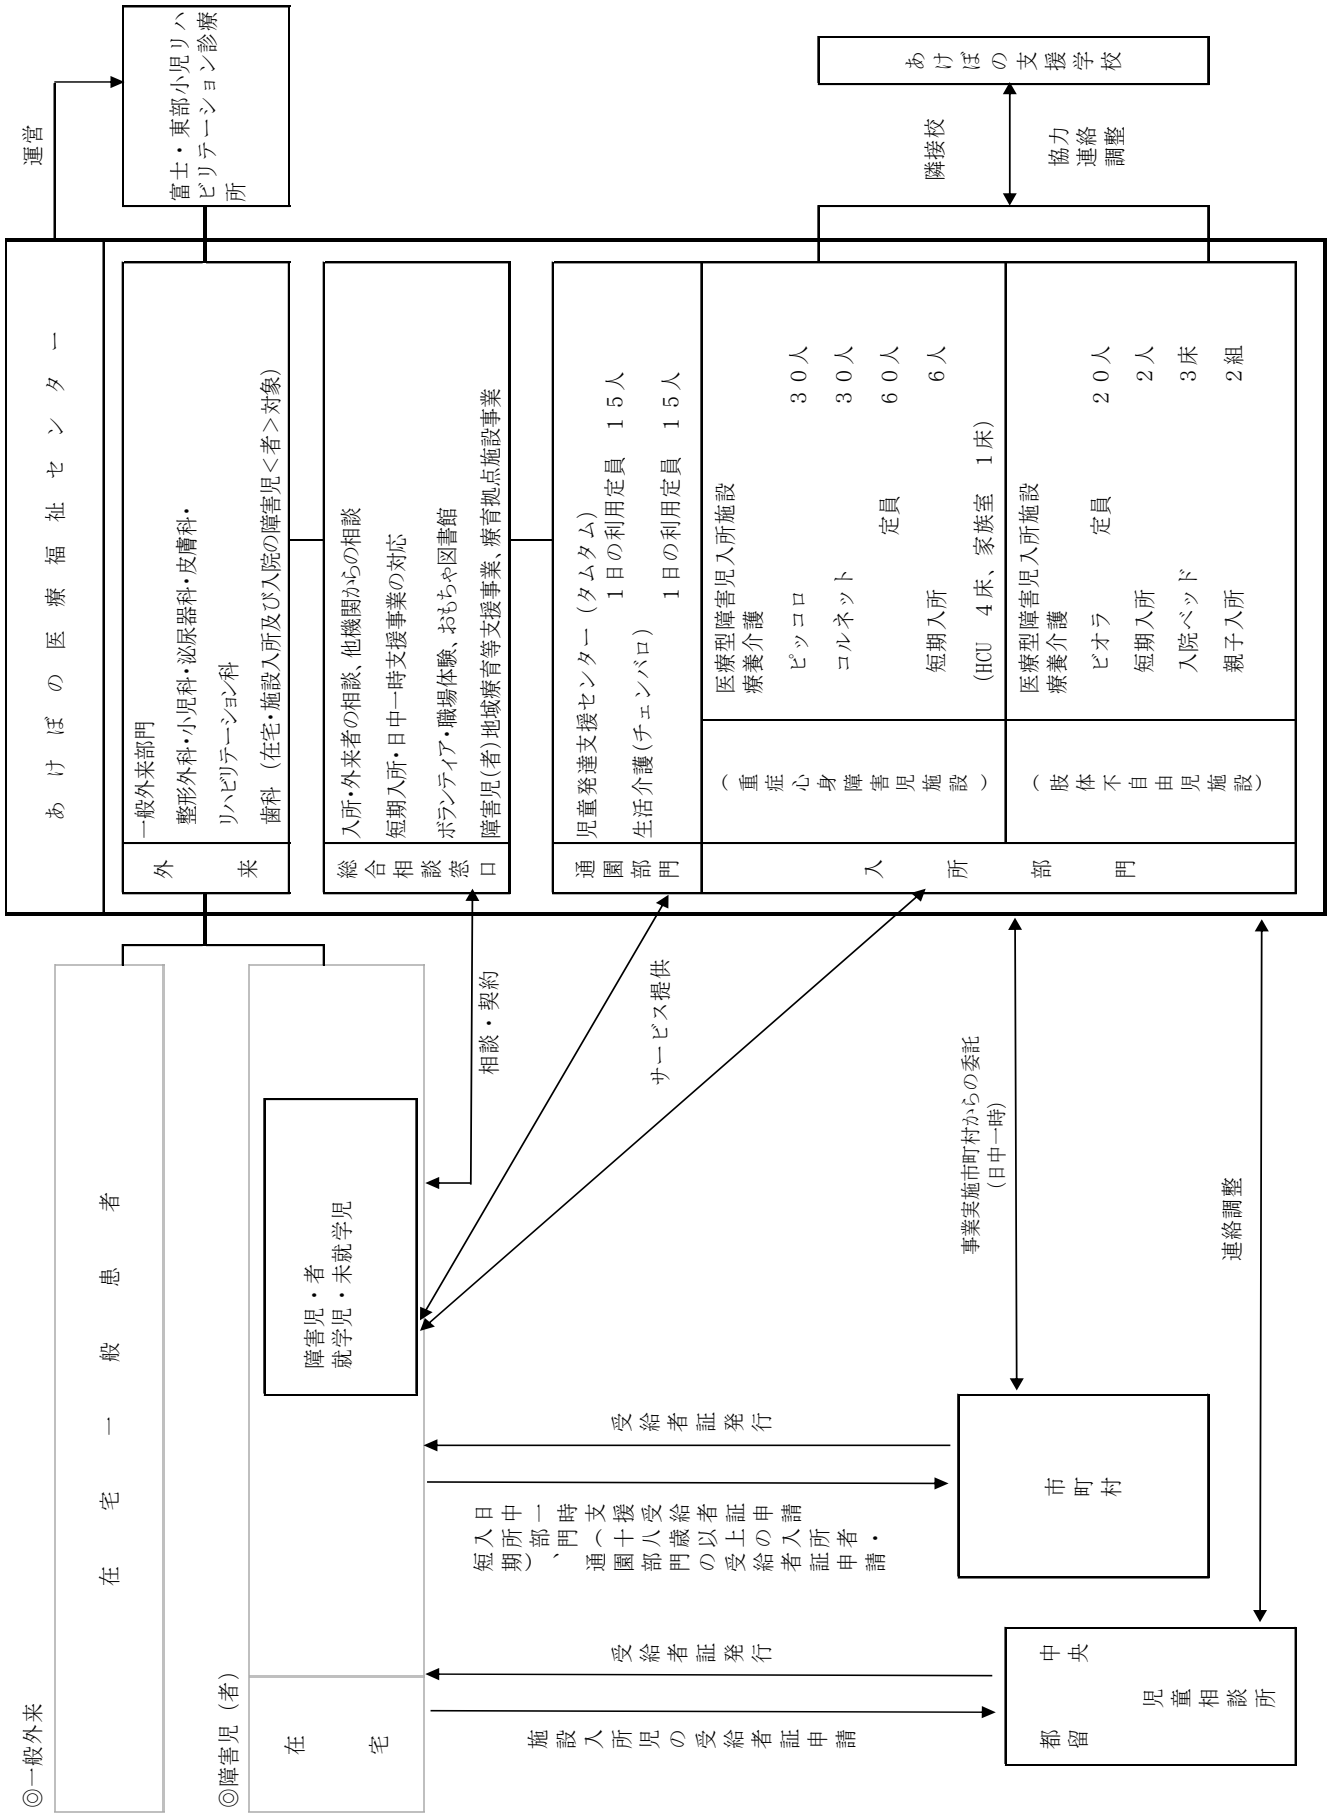 ◎一般外来
在宅一般患者
◎障害児（者）
在宅
障害児・者
就学児・未就学児
施設入所児の受給者証申請
受給者証発行
日中一時支援受給者証申請
入所部門（十八歳以上の入所者・
短期）、通園部門の受給者証申請
受給者証発行
都留
中央
児童相談所
市町村
相談・契約
サービス提供
事業実施市町村からの委託
(日中一時)
連絡調整
あけぼの医療福祉センター
外来
一般外来部門
整形外科・小児科・泌尿器科・皮膚科・
リハビリテーション科
歯科（在宅・施設入所及び入院の障害児＜者＞対象）
総合相談窓口
入所・外来者の相談、他機関からの相談
短期入所・日中一時支援事業の対応
ボランティア・職場体験、おもちゃ図書館
障害児(者)地域療育等支援事業、療育拠点施設事業
通園部門
児童発達支援センター（タムタム）
１日の利用定員　１５人
生活介護(チェンバロ)
１日の利用定員　１５人
入所部門
（重症心身障害児施設）
医療型障害児入所施設
療養介護
ピッコロ　３０人
コルネット　３０人
定員　６０人
短期入所　６人
(HCU　４床、家族室　１床)
（肢体不自由児施設）
医療型障害児入所施設
療養介護
ビオラ　定員　２０人
短期入所　２人
入院ベッド　３床
親子入所　２組
運営
富士・東部小児リハ
ビリテーション診療
所
隣接校
協力
連絡
調整
あけぼの支援学校